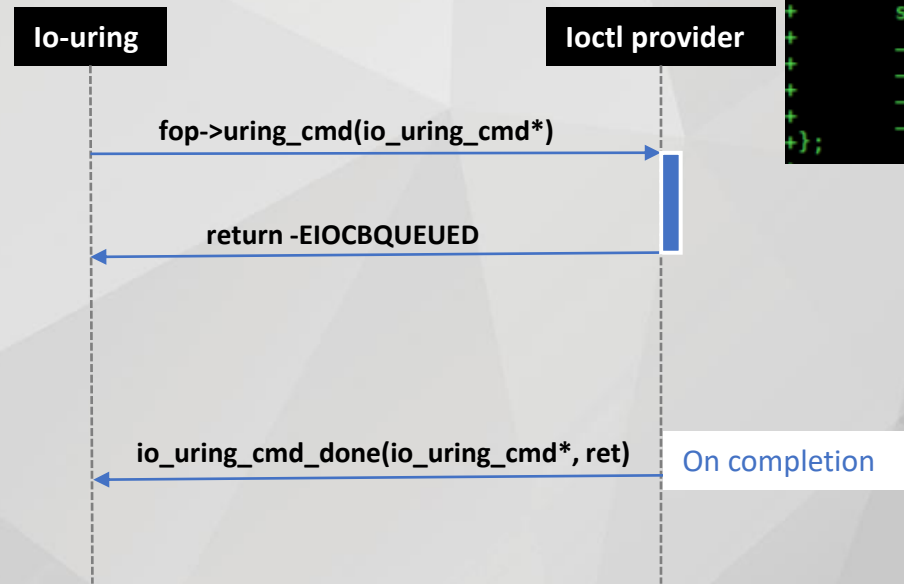 Io-uring
Ioctl provider
+ s
+ _
+ _
+ _
+ _
+};
fop->uring_cmd(io_uring_cmd*)
return -EIOCBQUEUED
io_uring_cmd_done(io_uring_cmd*, ret)
On completion